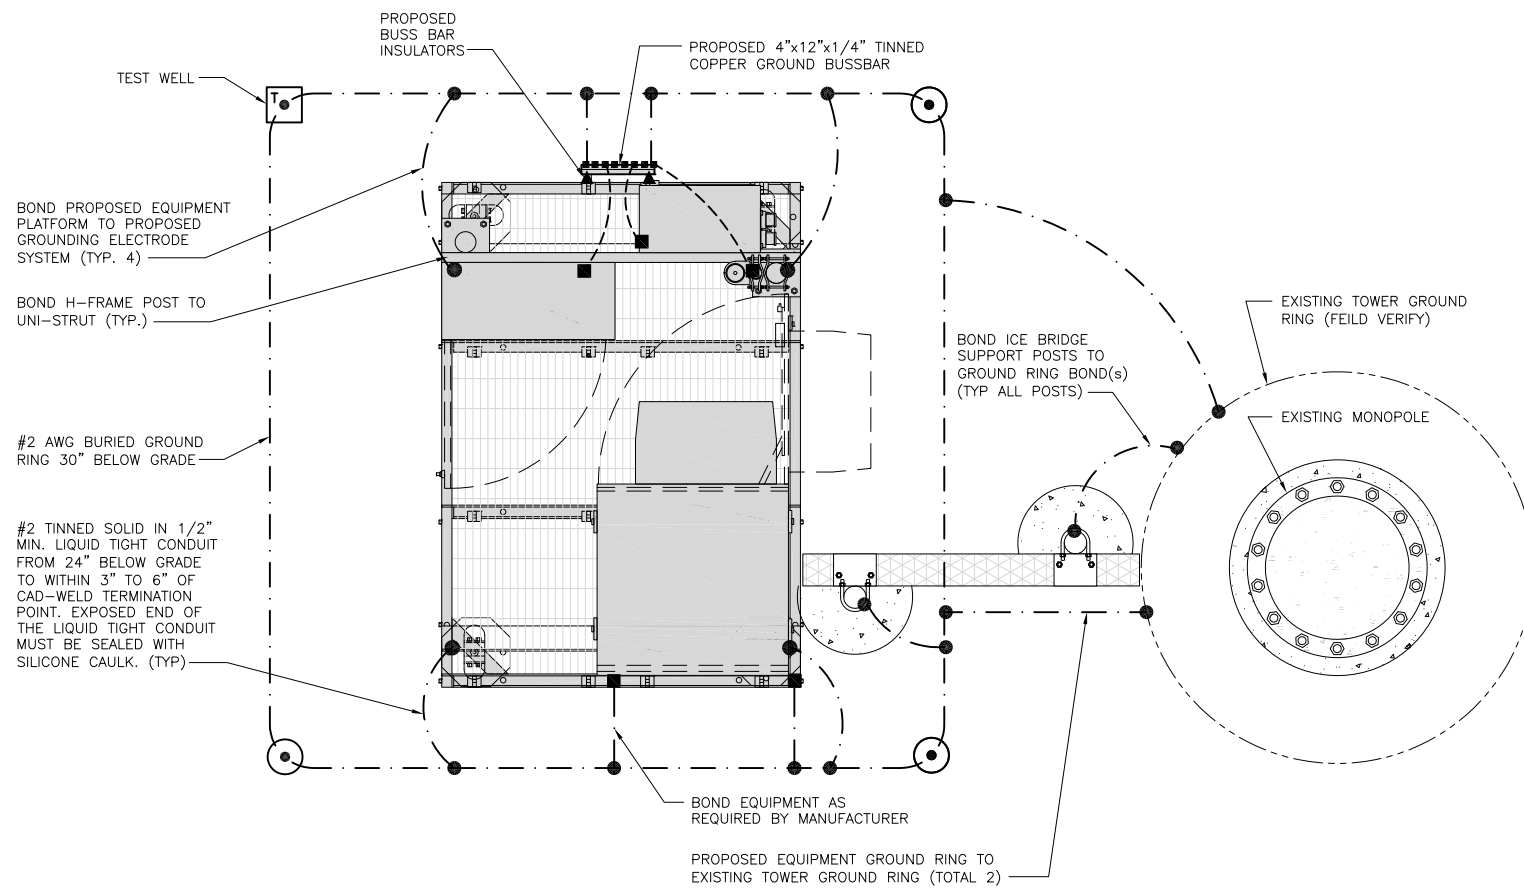 PROPOSED
BUSS BAR
INSULATORS
PROPOSED 4"x12"x1/4" TINNED
COPPER GROUND BUSSBAR
TEST WELL
T
BOND PROPOSED EQUIPMENT
PLATFORM TO PROPOSED
GROUNDING ELECTRODE
SYSTEM (TYP. 4)
BOND H-FRAME POST TO
UNI-STRUT (TYP.)
EXISTING TOWER GROUND
RING (FEILD VERIFY)
BOND ICE BRIDGE
SUPPORT POSTS TO
GROUND RING BOND(s)
(TYP ALL POSTS)
EXISTING MONOPOLE
#2 AWG BURIED GROUND
RING 30" BELOW GRADE
#2 TINNED SOLID IN 1/2"
MIN. LIQUID TIGHT CONDUIT
FROM 24" BELOW GRADE
TO WITHIN 3" TO 6" OF
CAD-WELD TERMINATION
POINT. EXPOSED END OF
THE LIQUID TIGHT CONDUIT
MUST BE SEALED WITH
SILICONE CAULK. (TYP)
BOND EQUIPMENT AS
REQUIRED BY MANUFACTURER
PROPOSED EQUIPMENT GROUND RING TO
EXISTING TOWER GROUND RING (TOTAL 2)